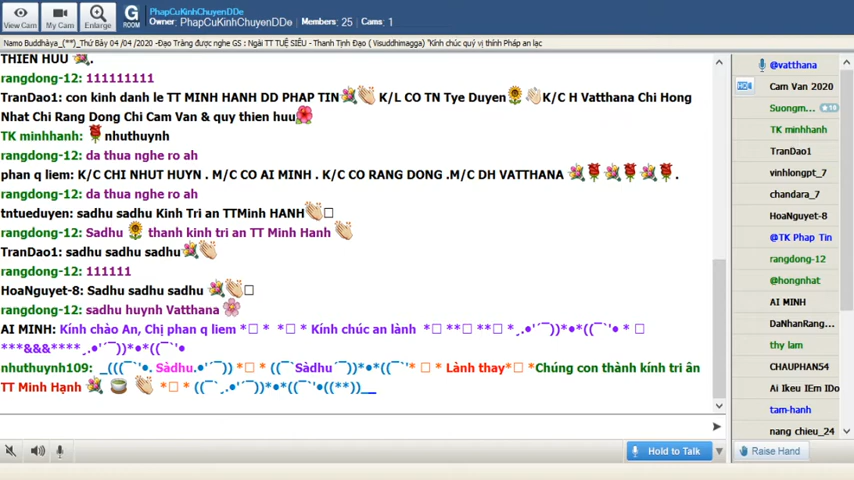 View Cam
My Cam
Enlarge
G
ROOM
PhapCuKinhChuyenDDe
Owner: PhapCuKinhChuyenDDe Members: 25 Cams: 1
Namo Buddhàya_(**)_Thứ Bảy 04 /04 /2020 -Đạo Tràng được nghe GS : Ngài TT TUỆ SIÊU - Thanh Tịnh Đạo ( Visuddhimagga) "Kính chúc quý vị thính Pháp an lạc
THIEN HUU .
rangdong-12: 111111111
TranDao1: con kinh danh le TT MINH HANH DD PHAP TIN K/L CO TN Tye Duyen K/C H Vatthana Chi Hong
Nhat Chi Rang Dong Chi Cam Van & quy thien huu
TK minhhanh: nhuthuynh
rangdong-12: da thua nghe ro ah
phan q liem: K/C CHI NHUT HUYN . M/C CO AI MINH . K/C CO RANG DONG .M/C DH VATTHANA .
rangdong-12: da thua nghe ro ah
tntueduyen: sadhu sadhu Kinh Tri an TTMinh HANH
rangdong-12: Sadhu thanh kinh tri an TT Minh Hanh
TranDao1: sadhu sadhu sadhu
rangdong-12: 111111
HoaNguyet-8: Sadhu sadhu sadhu
rangdong-12: sadhu huynh Vatthana
AI MINH: Kính chào An, Chị phan q liem *□ * *□ * Kính chúc an lành *□ **□ **□ * ¸.•'´¯))*•*((¯`'• * □
***&&&****¸.•'´¯))*•*((¯`'•
nhuthuynh109: _(((¯`'•. Sàdhu.•'´¯)) *□ * ((¯`Sàdhu´¯))*•*((¯`'•* □ * Lành thay*□ *Chúng con thành kính tri ân
TT Minh Hạnh *□ * ((¯`¸.•'´¯))*•*((¯`'•((**))__
Hold to Talk
@vatthana
Cam Van 2020
Suongm... 18
TK minhhanh
TranDao1
vinhlongpt_7
chandara_7
HoaNguyet-8
@TK Phap Tin
rangdong-12
@hongnhat
AI MINH
DaNhanRang...
thy lam
CHAUPHAN54
Ai Ikeu IEm IDo
tam-hanh
nang chieu_24
Raise Hand